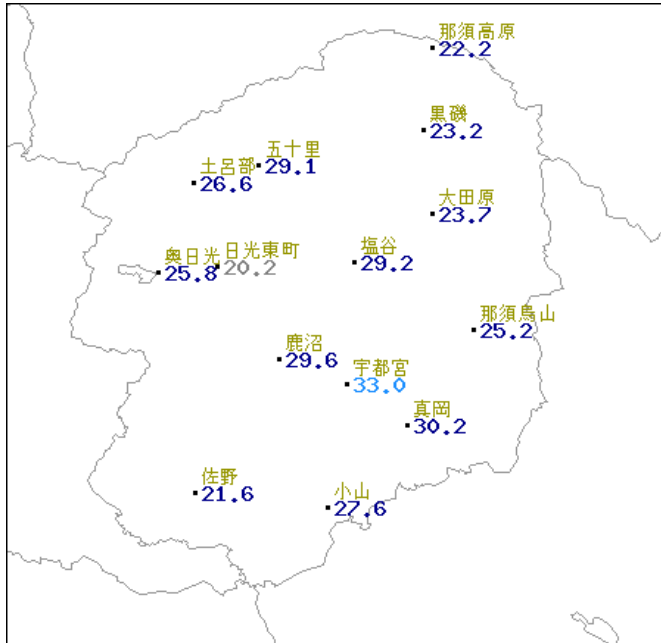 那須高原
22.2
黒磯
23.2
五十里
29.1
土呂部
26.6
大田原
23.7
日光東町
20.2
奥日光
25.8
塩谷
29.2
那須烏山
25.2
鹿沼
29.6
宇都宮
33.0
真岡
30.2
佐野
21.6
小山
27.6